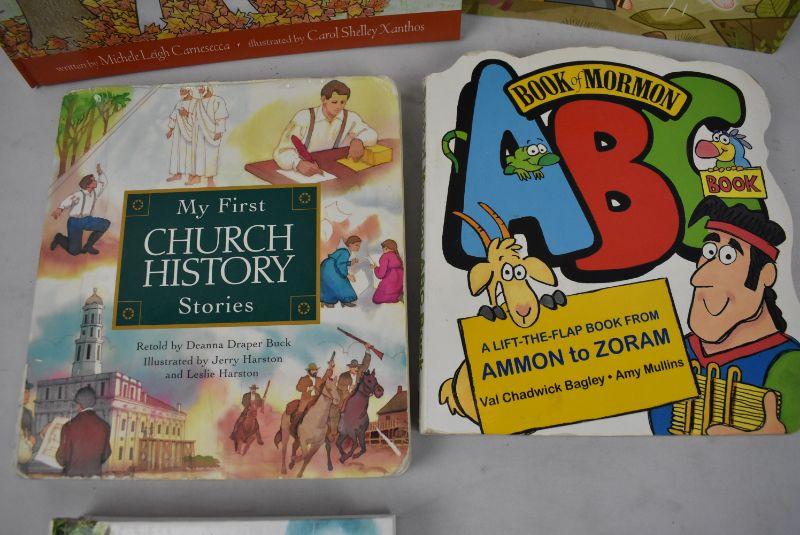 written by Michele Leigh Carnesecca • illustrated by Carol Shelley Xanthos
My First
CHURCH
HISTORY
Stories
Retold by Deanna Draper Buck
Illustrated by Jerry Harston
and Leslie Harston
BOOK of MORMON
ABC
BOOK
A LIFT-THE-FLAP BOOK FROM
AMMON to ZORAM
Val Chadwick Bagley • Amy Mullins